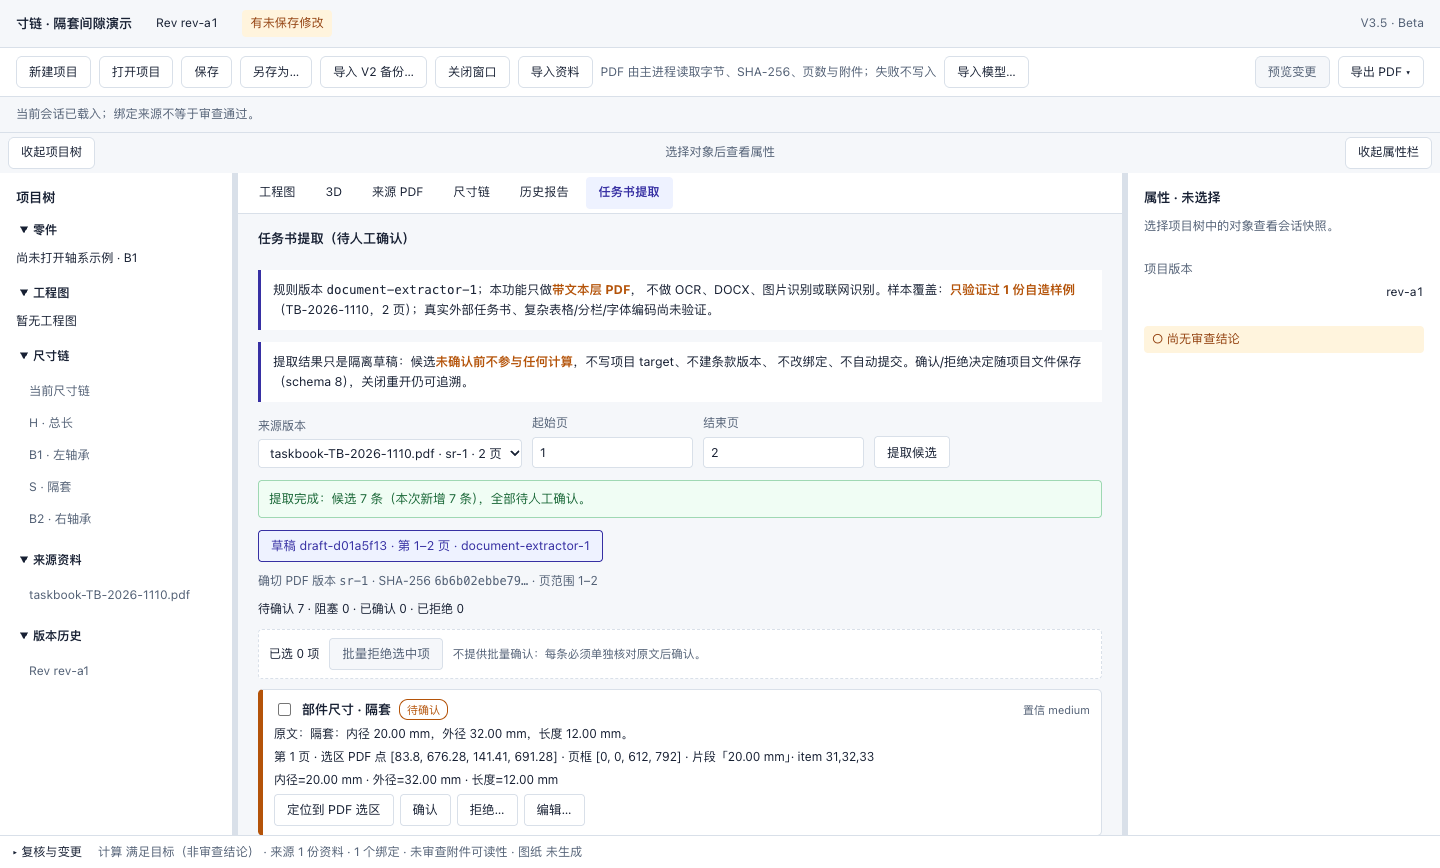 寸链 · 隔套间隙演示 Rev rev-a1 有未保存修改 V3.5 · Beta
新建项目 打开项目 保存 另存为… 导入 V2 备份… 关闭窗口 导入资料 PDF 由主进程读取字节、SHA-256、页数与附件；失败不写入 导入模型… 预览变更 导出 PDF ▾
当前会话已载入；绑定来源不等于审查通过。
收起项目树 选择对象后查看属性 收起属性栏
项目树
▼ 零件
尚未打开轴系示例 · B1
▼ 工程图
暂无工程图
▼ 尺寸链
当前尺寸链
H · 总长
B1 · 左轴承
S · 隔套
B2 · 右轴承
▼ 来源资料
taskbook-TB-2026-1110.pdf
▼ 版本历史
Rev rev-a1
工程图 3D 来源 PDF 尺寸链 历史报告 任务书提取
任务书提取（待人工确认）
规则版本 document-extractor-1；本功能只做带文本层 PDF， 不做 OCR、DOCX、图片识别或联网识别。样本覆盖：只验证过 1 份自造样例
（TB-2026-1110，2 页）；真实外部任务书、复杂表格/分栏/字体编码尚未验证。
提取结果只是隔离草稿：候选未确认前不参与任何计算，不写项目 target、不建条款版本、 不改绑定、不自动提交。确认/拒绝决定随项目文件保存
（schema 8），关闭重开仍可追溯。
来源版本 起始页 结束页
taskbook-TB-2026-1110.pdf · sr-1 · 2 页 1 2 提取候选
提取完成：候选 7 条（本次新增 7 条），全部待人工确认。
草稿 draft-d01a5f13 · 第 1–2 页 · document-extractor-1
确切 PDF 版本 sr-1 · SHA-256 6b6b02ebbe79… · 页范围 1–2
待确认 7 · 阻塞 0 · 已确认 0 · 已拒绝 0
已选 0 项 批量拒绝选中项 不提供批量确认：每条必须单独核对原文后确认。
部件尺寸 · 隔套 待确认 置信 medium
原文：隔套：内径 20.00 mm，外径 32.00 mm，长度 12.00 mm。
第 1 页 · 选区 PDF 点 [83.8, 676.28, 141.41, 691.28] · 页框 [0, 0, 612, 792] · 片段「20.00 mm」· item 31,32,33
内径=20.00 mm · 外径=32.00 mm · 长度=12.00 mm
定位到 PDF 选区 确认 拒绝… 编辑…
属性 · 未选择
选择项目树中的对象查看会话快照。
项目版本
rev-a1
尚无审查结论
▸ 复核与变更 计算 满足目标（非审查结论） · 来源 1 份资料 · 1 个绑定 · 未审查附件可读性 · 图纸 未生成